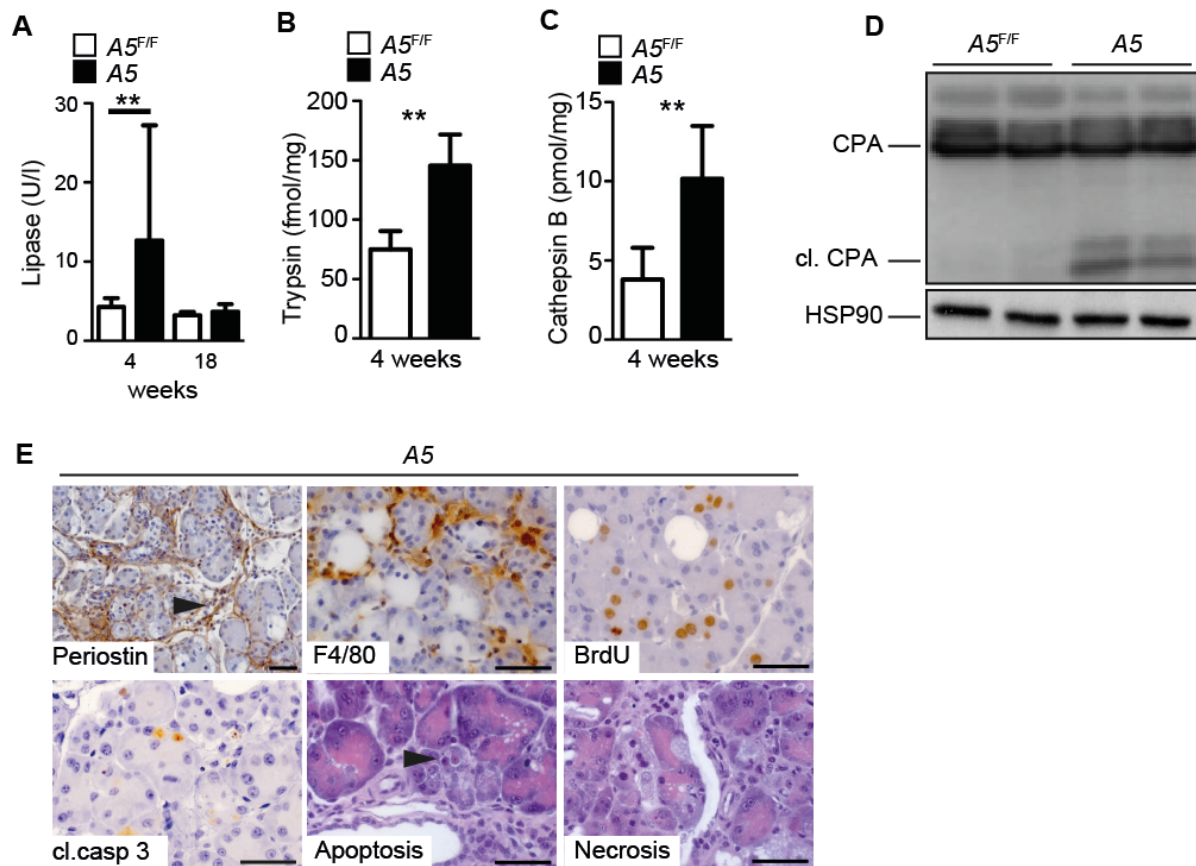 A
A5F/F
A5
**
Lipase (U/l)
30
20
10
0
4
18
weeks
B
A5F/F
A5
**
Trypsin (fmol/mg)
200
150
100
50
0
4 weeks
C
A5F/F
A5
**
Cathepsin B (pmol/mg)
15
10
5
0
4 weeks
D
A5F/F
A5
CPA
cl. CPA
HSP90
E
A5
Periostin
F4/80
BrdU
cl.casp 3
Apoptosis
Necrosis